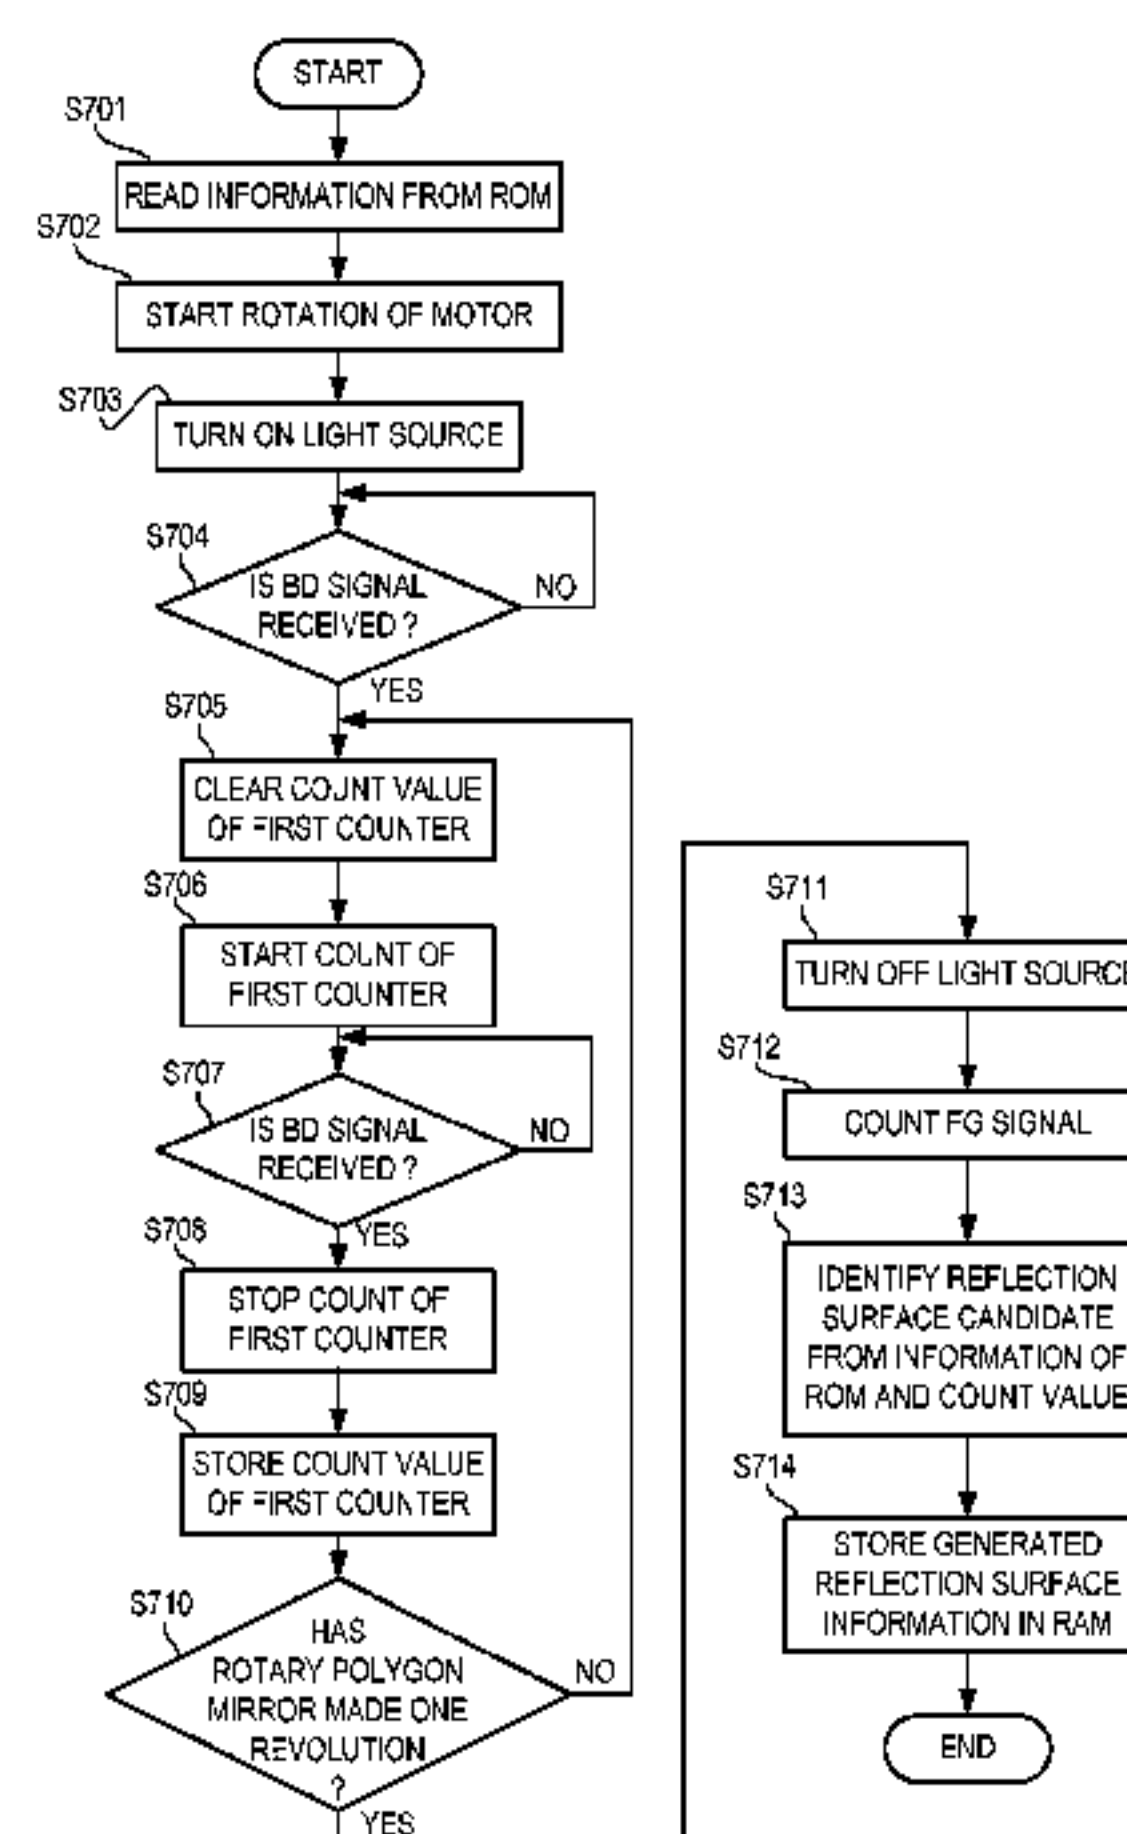 START
S701
READ INFORMATION FROM ROM
S702
START ROTATION OF MOTOR
S703
TURN ON LIGHT SOURCE
S704
IS BD SIGNAL
RECEIVED ?
NO
YES
S705
CLEAR COUNT VALUE
OF FIRST COUNTER
S706
START COUNT OF
FIRST COUNTER
S707
IS BD SIGNAL
RECEIVED ?
NO
YES
S708
STOP COUNT OF
FIRST COUNTER
S709
STORE COUNT VALUE
OF FIRST COUNTER
S710
HAS
ROTARY POLYGON
MIRROR MADE ONE
REVOLUTION
?
NO
YES
S711
TURN OFF LIGHT SOURCE
S712
COUNT FG SIGNAL
S713
IDENTIFY REFLECTION
SURFACE CANDIDATE
FROM INFORMATION OF
ROM AND COUNT VALUE
S714
STORE GENERATED
REFLECTION SURFACE
INFORMATION IN RAM
END